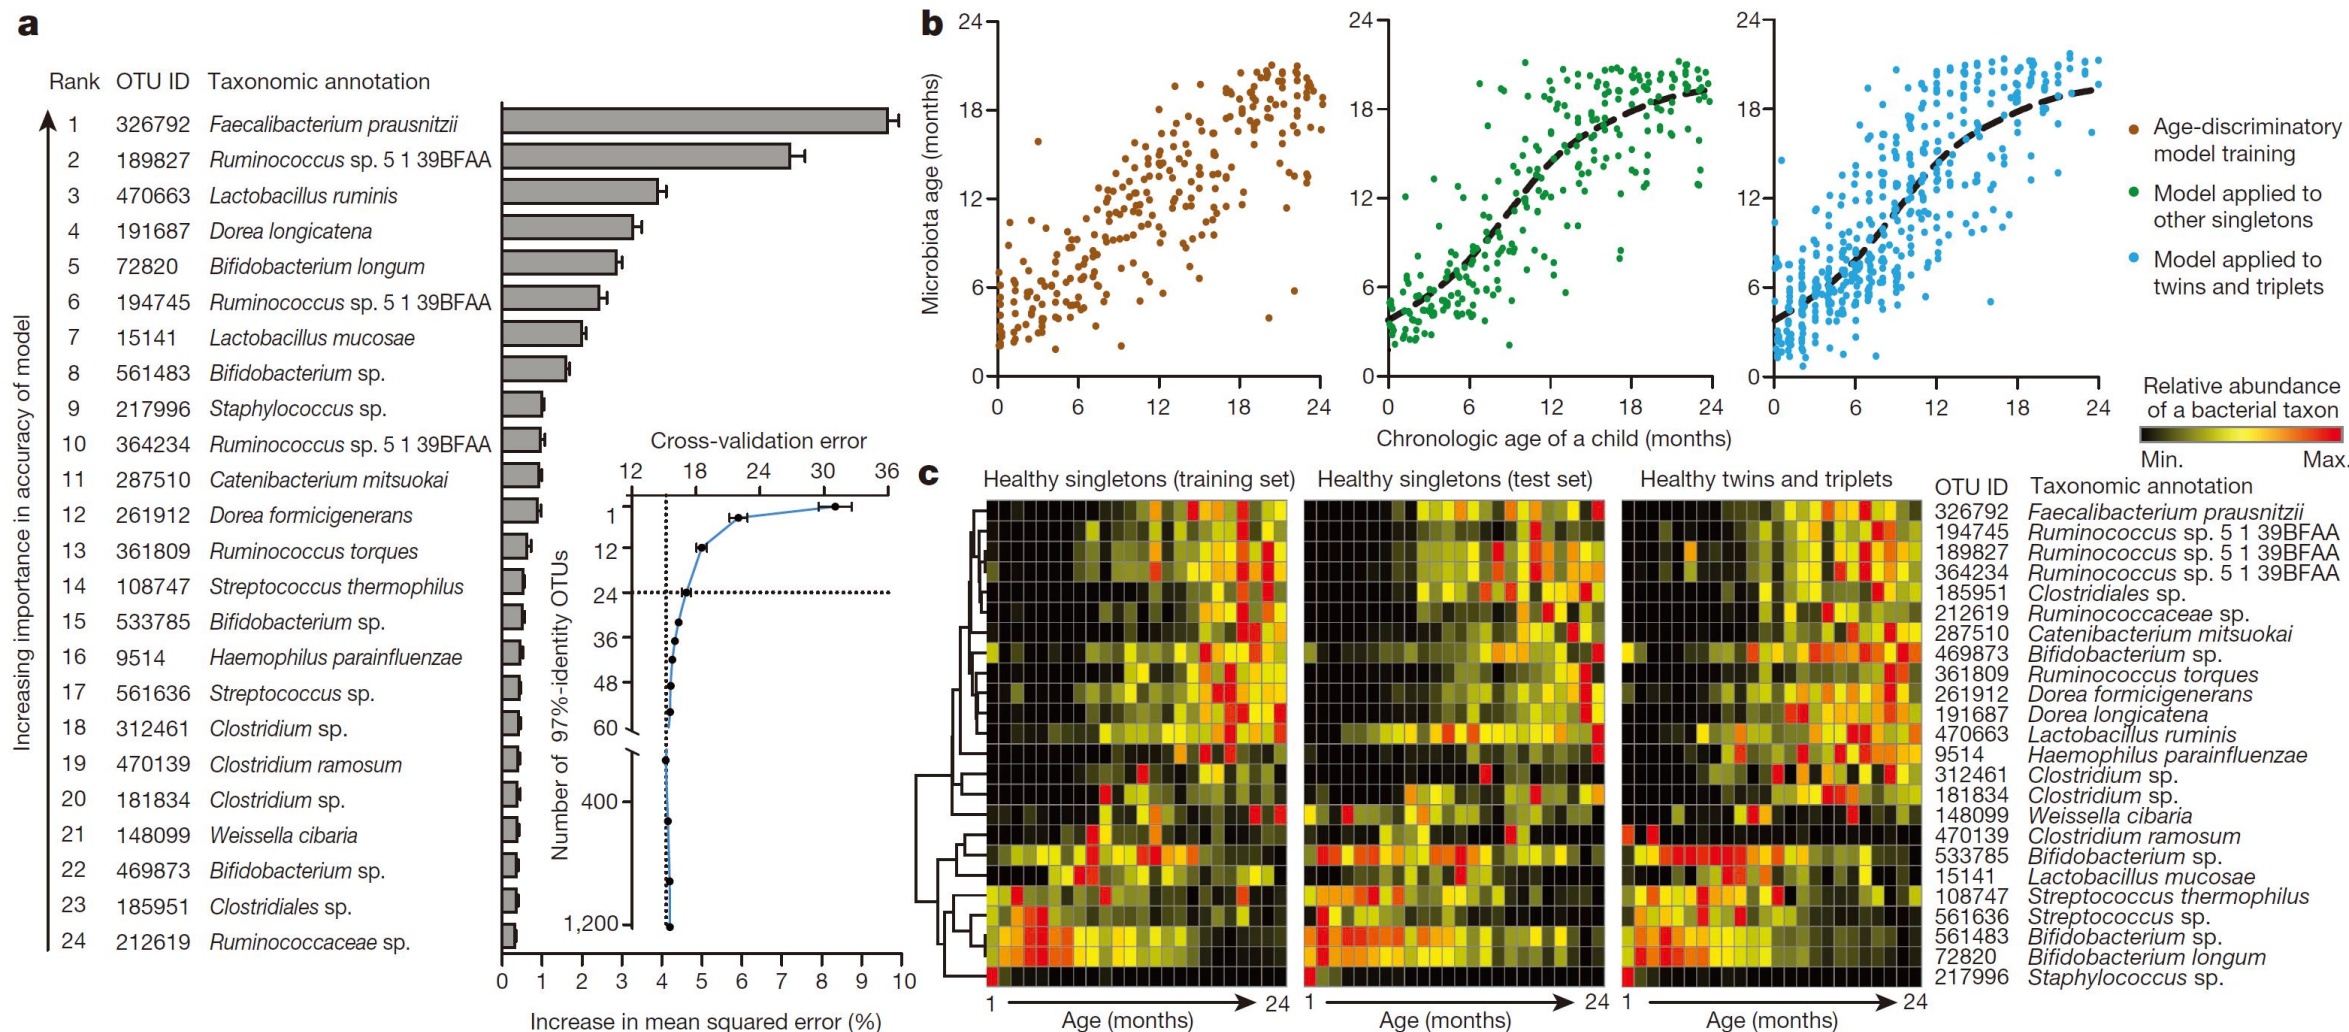 a
Rank OTU ID Taxonomic annotation
1 326792 Faecalibacterium prausnitzii
2 189827 Ruminococcus sp. 5 1 39BFAA
3 470663 Lactobacillus ruminis
4 191687 Dorea longicatena
5 72820 Bifidobacterium longum
6 194745 Ruminococcus sp. 5 1 39BFAA
7 15141 Lactobacillus mucosae
8 561483 Bifidobacterium sp.
9 217996 Staphylococcus sp.
10 364234 Ruminococcus sp. 5 1 39BFAA
11 287510 Catenibacterium mitsuokai
12 261912 Dorea formicigenerans
13 361809 Ruminococcus torques
14 108747 Streptococcus thermophilus
15 533785 Bifidobacterium sp.
16 9514 Haemophilus parainfluenzae
17 561636 Streptococcus sp.
18 312461 Clostridium sp.
19 470139 Clostridium ramosum
20 181834 Clostridium sp.
21 148099 Weissella cibaria
22 469873 Bifidobacterium sp.
23 185951 Clostridiales sp.
24 212619 Ruminococcaceae sp.
Increasing importance in accuracy of model
0 1 2 3 4 5 6 7 8 9 10
Increase in mean squared error (%)
Cross-validation error
12 18 24 30 36
1
12
24
36
48
60
400
1,200
Number of 97%-identity OTUs
b
Microbiota age (months)
24
18
12
6
0
0 6 12 18 24
24
18
12
6
0
0 6 12 18 24
24
18
12
6
0
0 6 12 18 24
Chronologic age of a child (months)
Age-discriminatory
model training
Model applied to
other singletons
Model applied to
twins and triplets
Relative abundance
of a bacterial taxon
Min. Max.
c
Healthy singletons (training set) Healthy singletons (test set) Healthy twins and triplets
OTU ID Taxonomic annotation
326792 Faecalibacterium prausnitzii
194745 Ruminococcus sp. 5 1 39BFAA
189827 Ruminococcus sp. 5 1 39BFAA
364234 Ruminococcus sp. 5 1 39BFAA
185951 Clostridiales sp.
212619 Ruminococcaceae sp.
287510 Catenibacterium mitsuokai
469873 Bifidobacterium sp.
361809 Ruminococcus torques
261912 Dorea formicigenerans
191687 Dorea longicatena
470663 Lactobacillus ruminis
9514 Haemophilus parainfluenzae
312461 Clostridium sp.
181834 Clostridium sp.
148099 Weissella cibaria
470139 Clostridium ramosum
533785 Bifidobacterium sp.
15141 Lactobacillus mucosae
108747 Streptococcus thermophilus
561636 Streptococcus sp.
561483 Bifidobacterium sp.
72820 Bifidobacterium longum
217996 Staphylococcus sp.
1 24 1 24 1 24
Age (months) Age (months) Age (months)